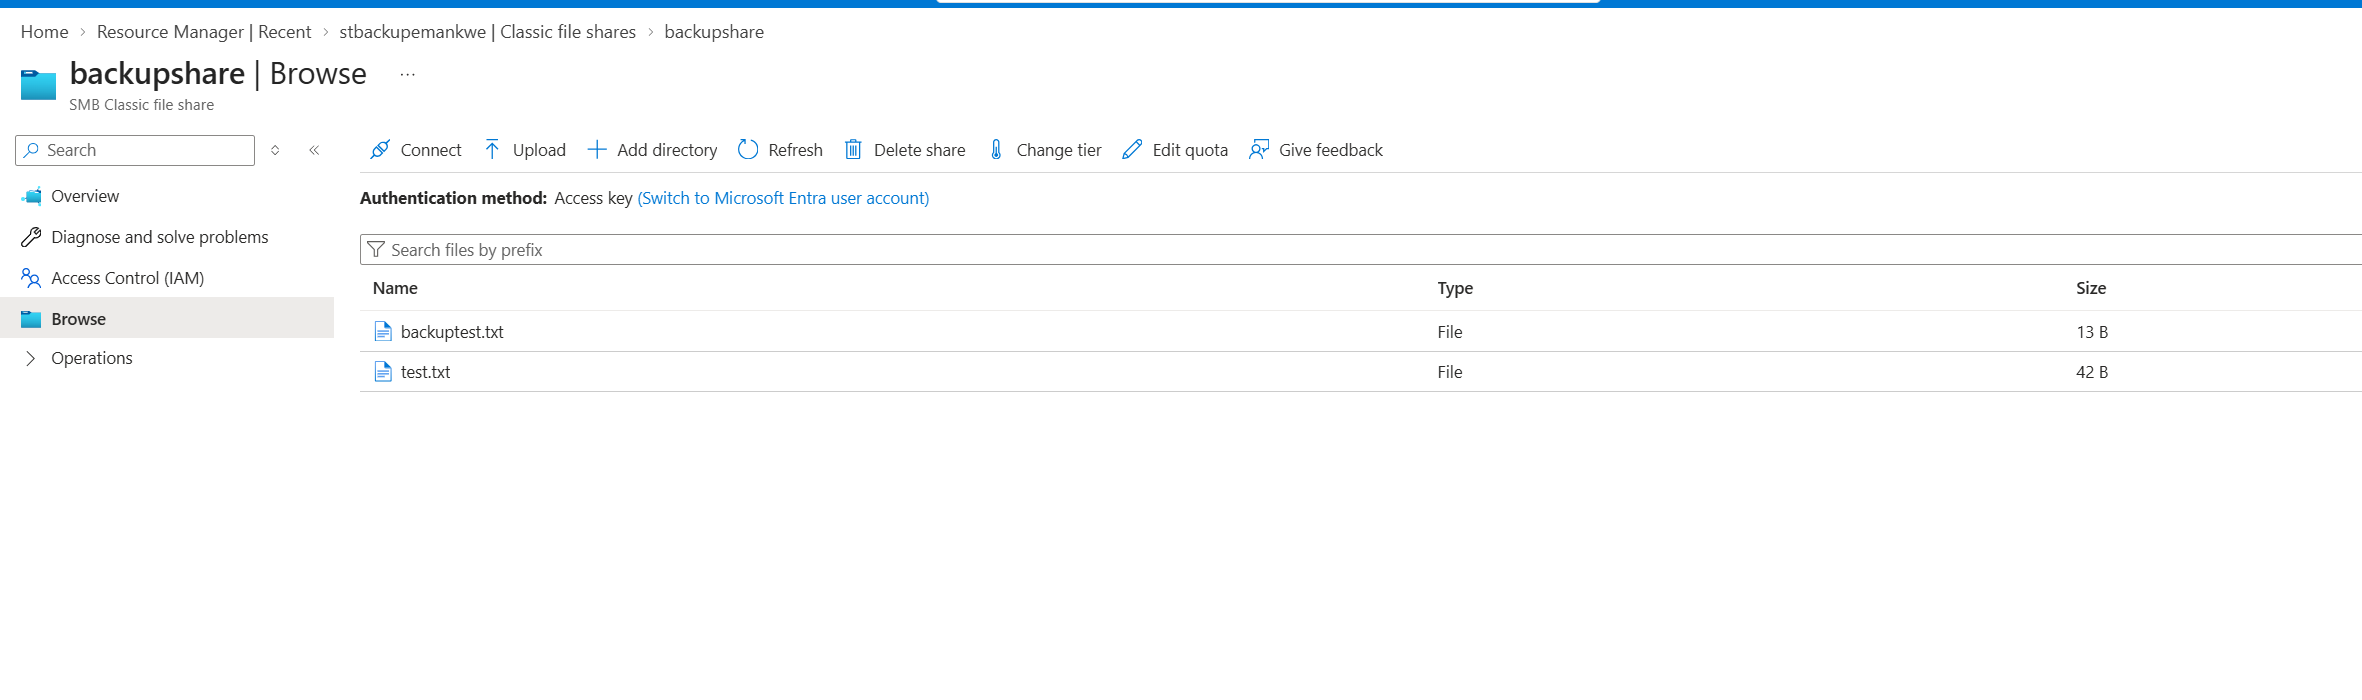 Home > Resource Manager | Recent > stbackupemankwe | Classic file shares > backupshare
backupshare | Browse ...
SMB Classic file share
Search
Connect Upload Add directory Refresh Delete share Change tier Edit quota Give feedback
Overview
Diagnose and solve problems
Access Control (IAM)
Browse
Operations
Authentication method: Access key (Switch to Microsoft Entra user account)
Search files by prefix
Name Type Size
backuptest.txt File 13 B
test.txt File 42 B